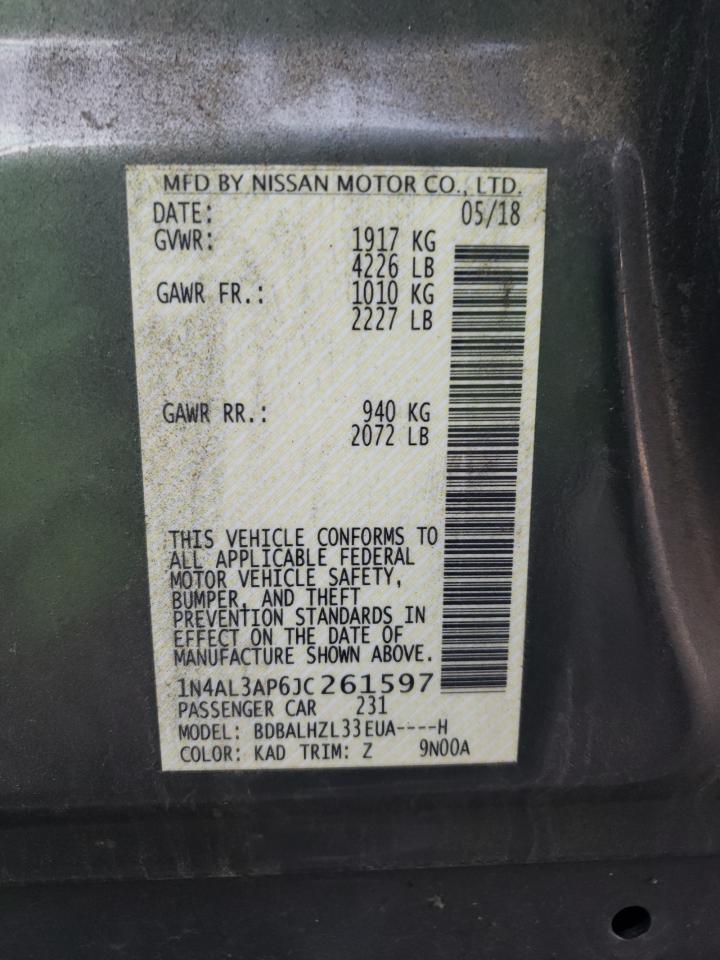 MFD BY NISSAN MOTOR CO., LTD.
DATE: 05/18
GVWR: 1917 KG
4226 LB
GAWR FR.: 1010 KG
2227 LB
GAWR RR.: 940 KG
2072 LB
THIS VEHICLE CONFORMS TO
ALL APPLICABLE FEDERAL
MOTOR VEHICLE SAFETY,
BUMPER, AND THEFT
PREVENTION STANDARDS IN
EFFECT ON THE DATE OF
MANUFACTURE SHOWN ABOVE.
1N4AL3AP6JC261597
PASSENGER CAR 231
MODEL: BDBALHZL33EUA----H
COLOR: KAD TRIM: Z 9N00A